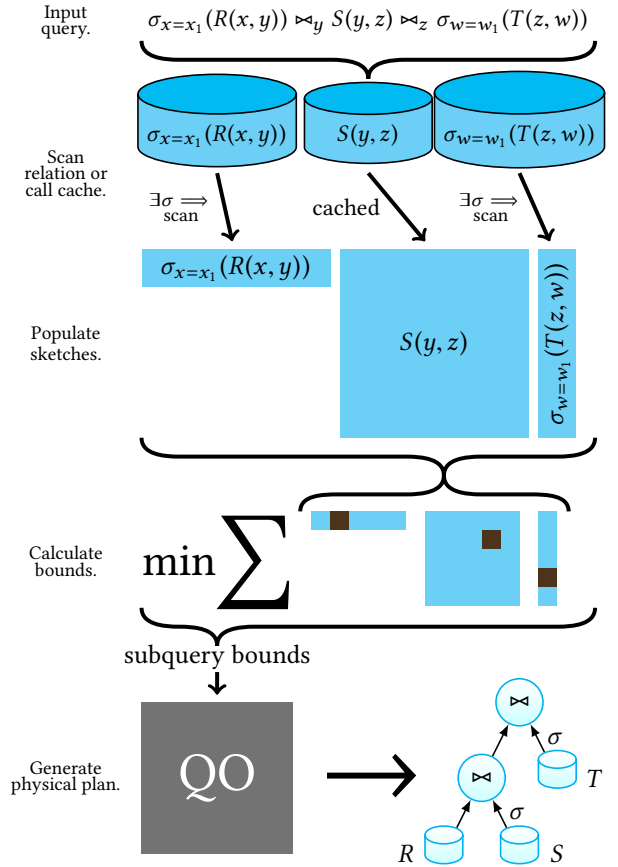 Input
query.
σ_{x=x_1}(R(x, y)) ⋈_y S(y, z) ⋈_z σ_{w=w_1}(T(z, w))
σ_{x=x_1}(R(x, y))
S(y, z)
σ_{w=w_1}(T(z, w))
Scan
relation or
call cache.
∃σ ⟹
scan
cached
∃σ ⟹
scan
σ_{x=x_1}(R(x, y))
Populate
sketches.
S(y, z)
σ_{w=w_1}(T(z, w))
Calculate
bounds.
min ∑
subquery bounds
Generate
physical plan.
QO
⋈
σ
⋈
T
σ
R
S